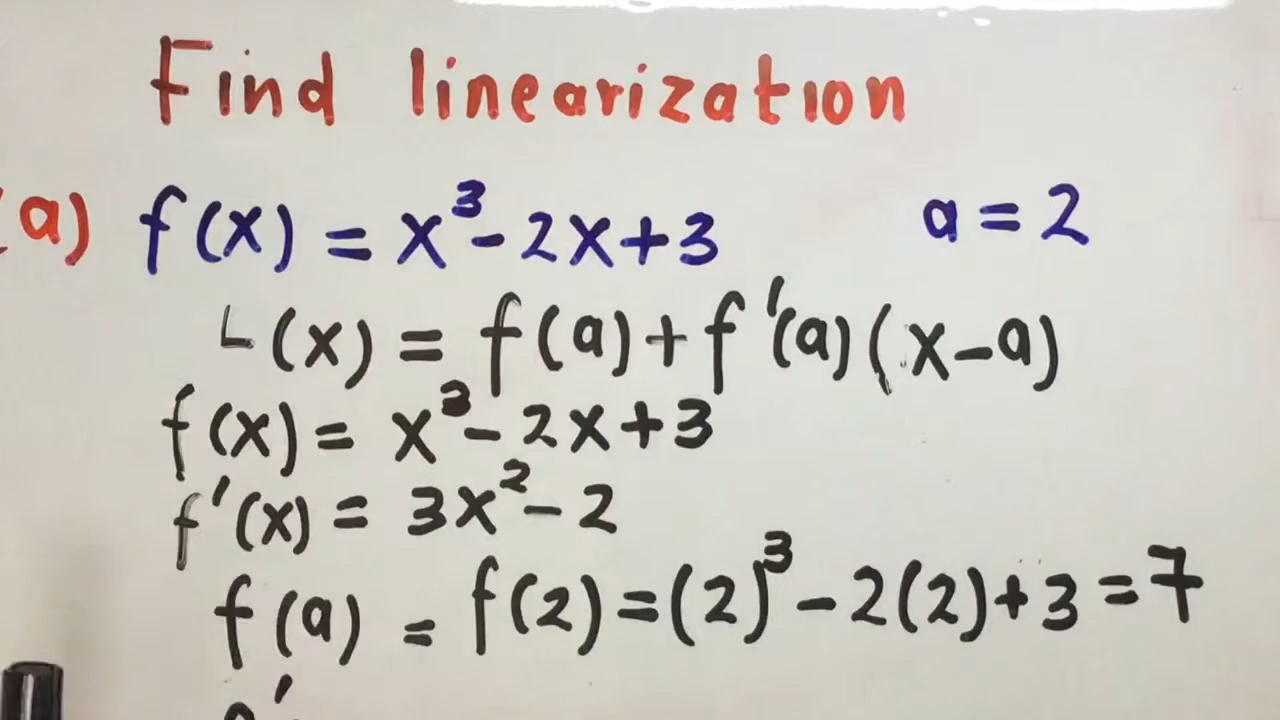 Find linearization
(a) f(x) = x³ - 2x + 3 a = 2
L(x) = f(a) + f'(a)(x - a)
f(x) = x³ - 2x + 3
f'(x) = 3x² - 2
f(a) = f(2) = (2)³ - 2(2) + 3 = 7